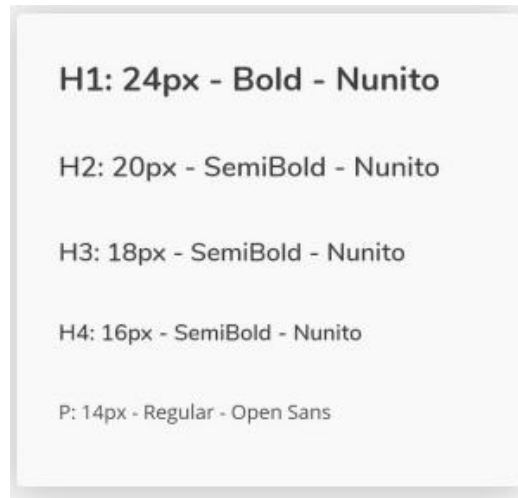 H1: 24px - Bold - Nunito
H2: 20px - SemiBold - Nunito
H3: 18px - SemiBold - Nunito
H4: 16px - SemiBold - Nunito
P: 14px - Regular - Open Sans